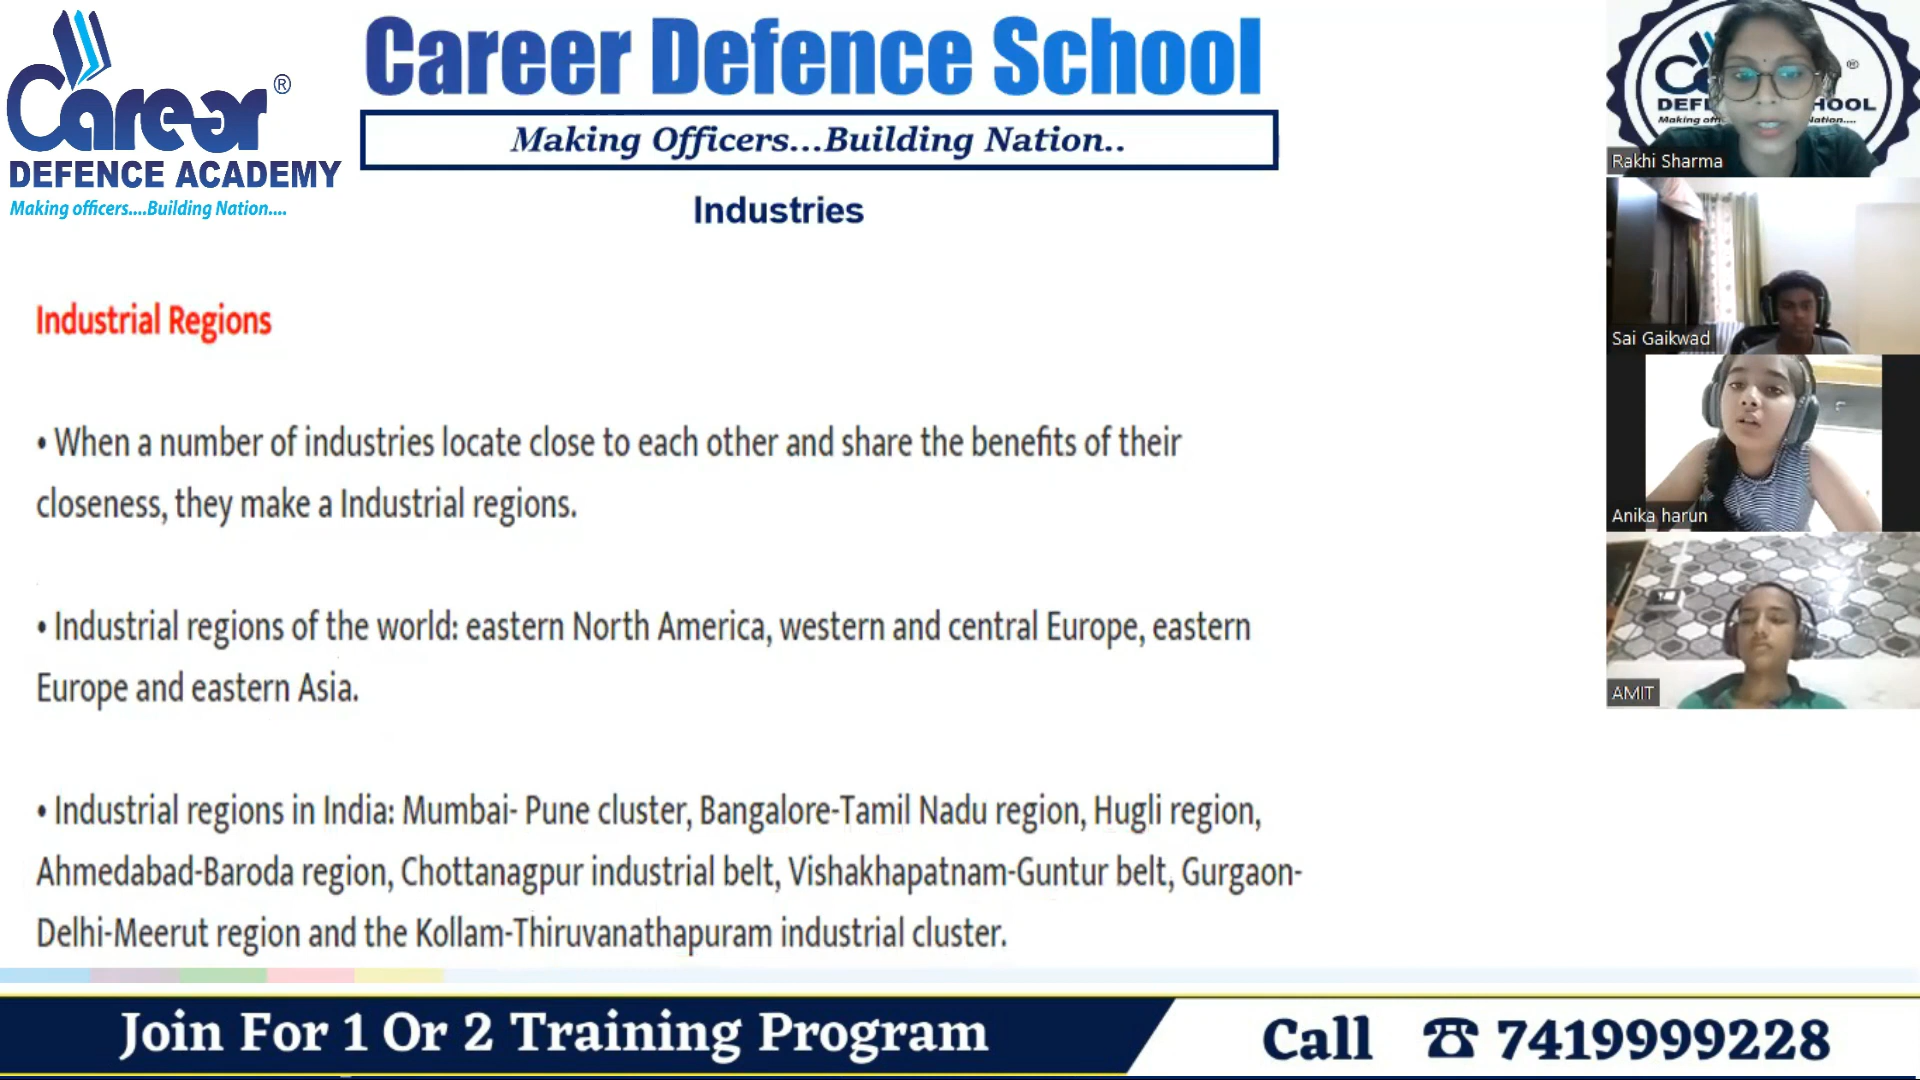 Carear®
DEFENCE ACADEMY
Making officers....Building Nation....
Career Defence School
Making Officers...Building Nation..
Industries
Industrial Regions
• When a number of industries locate close to each other and share the benefits of their
closeness, they make a Industrial regions.
• Industrial regions of the world: eastern North America, western and central Europe, eastern
Europe and eastern Asia.
• Industrial regions in India: Mumbai- Pune cluster, Bangalore-Tamil Nadu region, Hugli region,
Ahmedabad-Baroda region, Chottanagpur industrial belt, Vishakhapatnam-Guntur belt, Gurgaon-
Delhi-Meerut region and the Kollam-Thiruvanathapuram industrial cluster.
Rakhi Sharma
Sai Gaikwad
Anika harun
AMIT
Join For 1 Or 2 Training Program
Call ☎ 7419999228